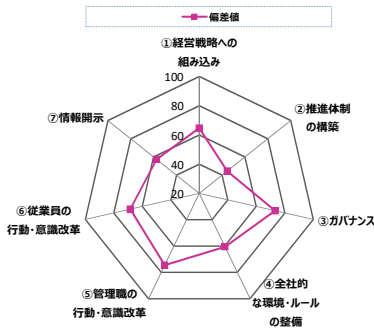 偏差値
①経営戦略への
組み込み
100
80
60
40
20
②推進体制
の構築
③ガバナンス
④全社的
な環境・ルール
の整備
⑤管理職の
行動・意識改革
⑥従業員の
行動・意識改革
⑦情報開示